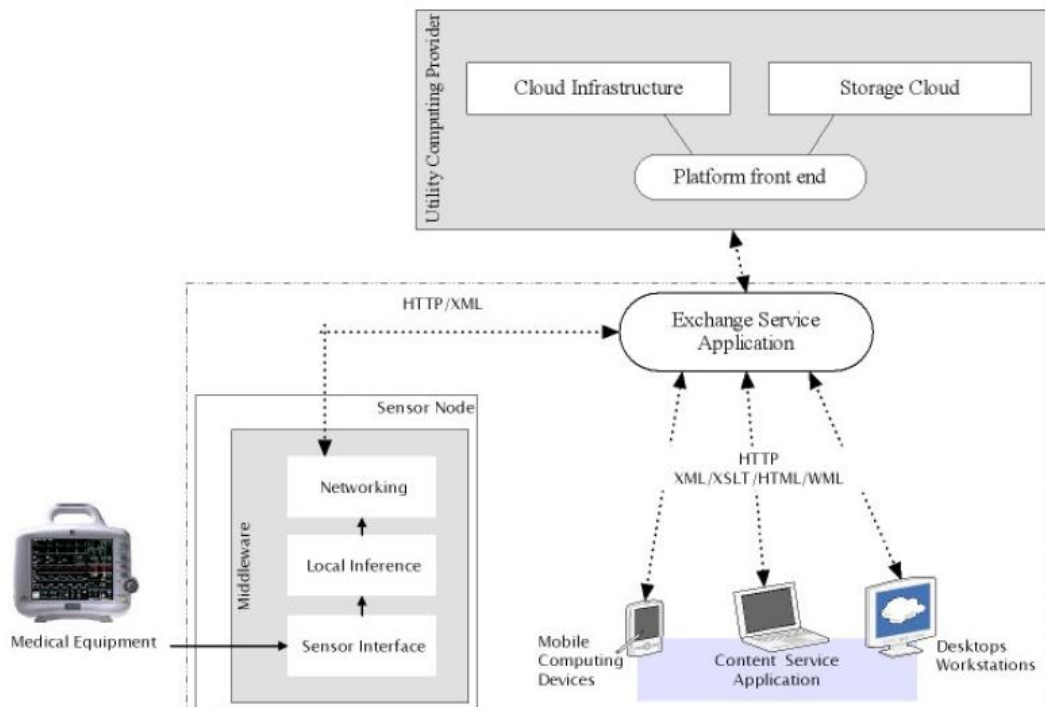 Utility Computing Provider
Cloud Infrastructure
Storage Cloud
Platform front end
HTTP/XML
Exchange Service
Application
Sensor Node
Middleware
Networking
Local Inference
Sensor Interface
Medical Equipment
HTTP
XML/XSLT/HTML/WML
Mobile
Computing
Devices
Content Service
Application
Desktops
Workstations